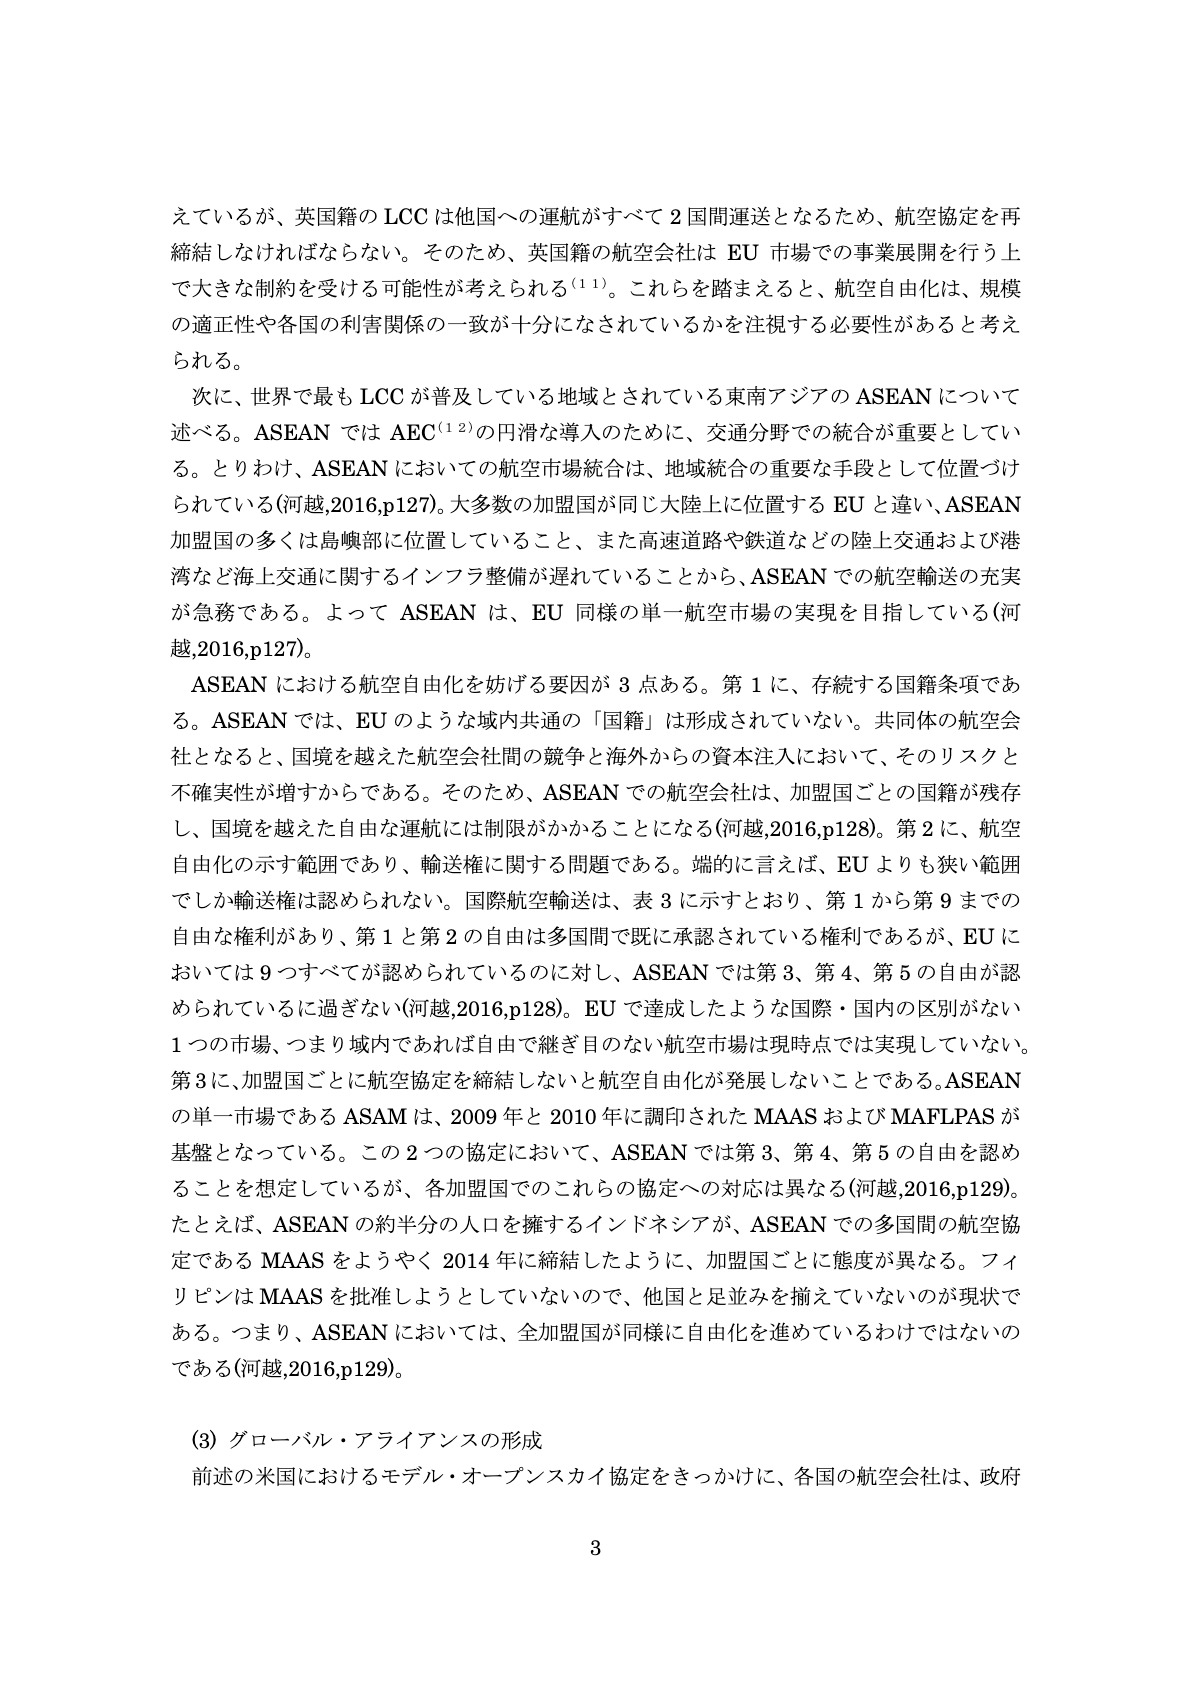 えているが、英国籍の LCC は他国への運航がすべて 2 国間運送となるため、航空協定を再
締結しなければならない。そのため、英国籍の航空会社は EU 市場での事業展開を行う上
で大きな制約を受ける可能性が考えられる(11)。これらを踏まえると、航空自由化は、規模
の適正性や各国の利害関係の一致が十分になされているかを注視する必要性があると考え
られる。
次に、世界で最も LCC が普及している地域とされている東南アジアの ASEAN について
述べる。ASEAN では AEC(12)の円滑な導入のために、交通分野での統合が重要としてい
る。とりわけ、ASEAN においての航空市場統合は、地域統合の重要な手段として位置づけ
られている(河越,2016,p127)。大多数の加盟国が同じ大陸上に位置する EU と違い、ASEAN
加盟国の多くは島嶼部に位置していること、また高速道路や鉄道などの陸上交通および港
湾など海上交通に関するインフラ整備が遅れていることから、ASEAN での航空輸送の充実
が急務である。よって ASEAN は、EU 同様の単一航空市場の実現を目指している(河
越,2016,p127)。
ASEAN における航空自由化を妨げる要因が 3 点ある。第 1 に、存続する国籍条項であ
る。ASEAN では、EU のような域内共通の「国籍」は形成されていない。共同体の航空会
社となると、国境を越えた航空会社間の競争と海外からの資本注入において、そのリスクと
不確実性が増すからである。そのため、ASEAN での航空会社は、加盟国ごとの国籍が残存
し、国境を越えた自由な運航には制限がかかることになる(河越,2016,p128)。第 2 に、航空
自由化の示す範囲であり、輸送権に関する問題である。端的に言えば、EU よりも狭い範囲
でしか輸送権は認められない。国際航空輸送は、表 3 に示すとおり、第 1 から第 9 までの
自由な権利があり、第 1 と第 2 の自由は多国間で既に承認されている権利であるが、EU に
おいては 9 つすべてが認められているのに対し、ASEAN では第 3、第 4、第 5 の自由が認
められているに過ぎない(河越,2016,p128)。EU で達成したような国際・国内の区別がない
1 つの市場、つまり域内であれば自由で継ぎ目のない航空市場は現時点では実現していない。
第 3 に、加盟国ごとに航空協定を締結しないと航空自由化が発展しないことである。ASEAN
の単一市場である ASAM は、2009 年と 2010 年に調印された MAAS および MAFLPAS が
基盤となっている。この 2 つの協定において、ASEAN では第 3、第 4、第 5 の自由を認め
ることを想定しているが、各加盟国でのこれらの協定への対応は異なる(河越,2016,p129)。
たとえば、ASEAN の約半分の人口を擁するインドネシアが、ASEAN での多国間の航空協
定である MAAS をようやく 2014 年に締結したように、加盟国ごとに態度が異なる。フィ
リピンは MAAS を批准しようとしていないので、他国と足並みを揃えていないのが現状で
ある。つまり、ASEAN においては、全加盟国が同様に自由化を進めているわけではないの
である(河越,2016,p129)。
(3) グローバル・アライアンスの形成
前述の米国におけるモデル・オープンスカイ協定をきっかけに、各国の航空会社は、政府
3